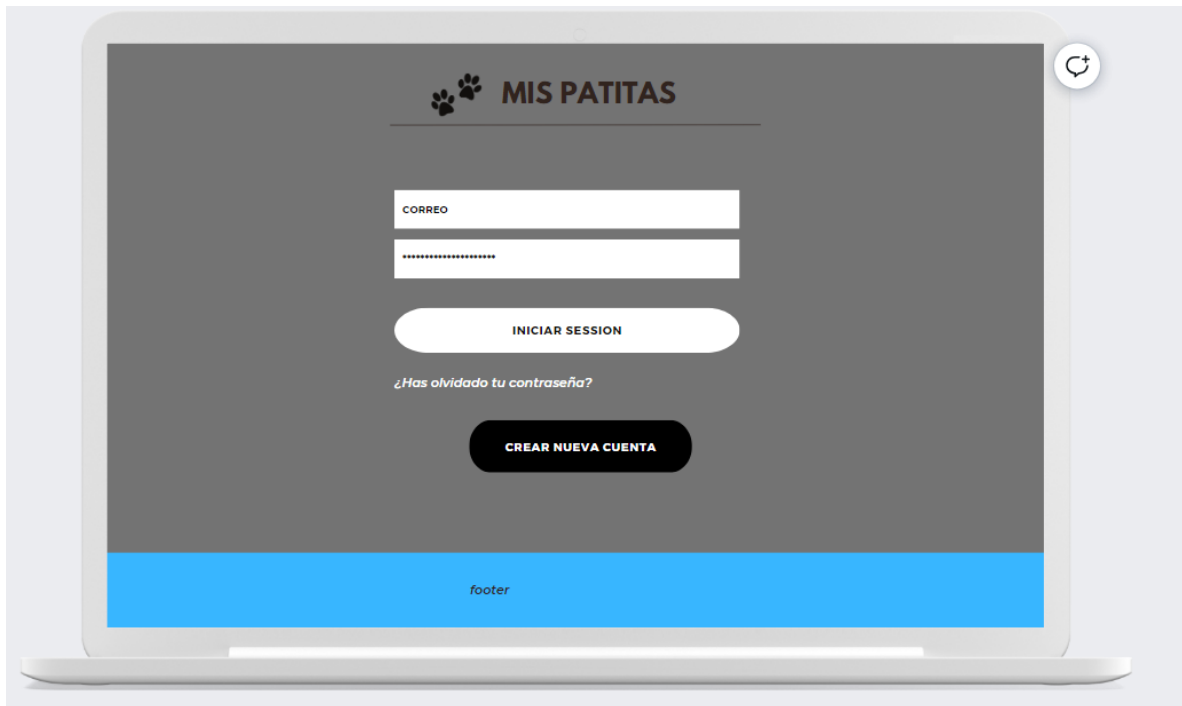 MIS PATITAS
CORREO
•••••••••••••••••••••
INICIAR SESSION
¿Has olvidado tu contraseña?
CREAR NUEVA CUENTA
footer